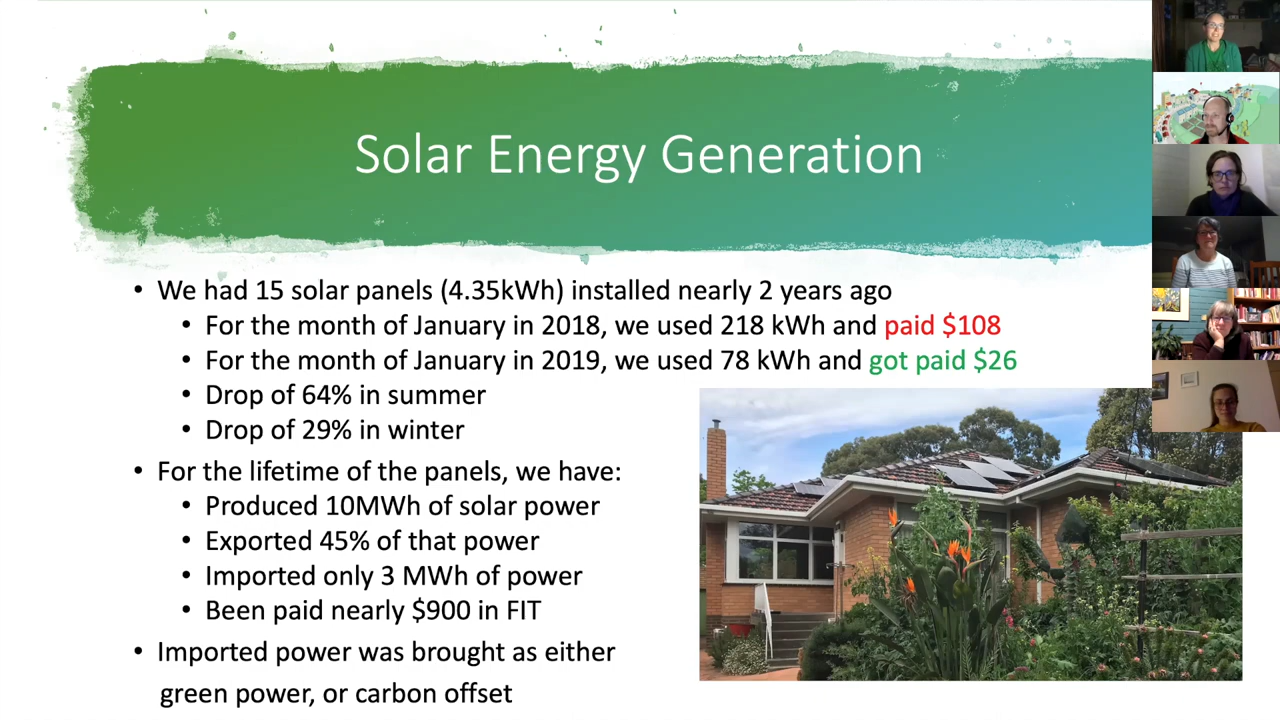 Solar Energy Generation
• We had 15 solar panels (4.35kWh) installed nearly 2 years ago
• For the month of January in 2018, we used 218 kWh and paid $108
• For the month of January in 2019, we used 78 kWh and got paid $26
• Drop of 64% in summer
• Drop of 29% in winter
• For the lifetime of the panels, we have:
• Produced 10MWh of solar power
• Exported 45% of that power
• Imported only 3 MWh of power
• Been paid nearly $900 in FIT
• Imported power was brought as either
green power, or carbon offset